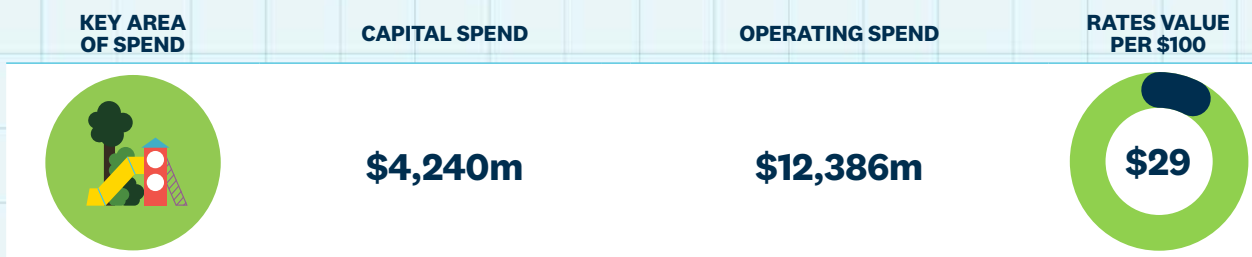 KEY AREA
OF SPEND
CAPITAL SPEND
OPERATING SPEND
RATES VALUE
PER $100
$4,240m
$12,386m
$29